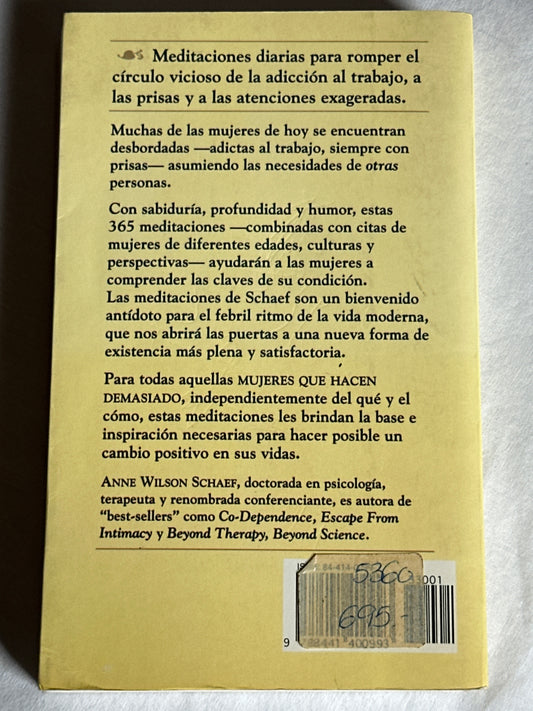 Meditaciones diarias para romper el
círculo vicioso de la adicción al trabajo, a
las prisas y a las atenciones exageradas.
Muchas de las mujeres de hoy se encuentran
desbordadas —adictas al trabajo, siempre con
prisas— asumiendo las necesidades de otras
personas.
Con sabiduría, profundidad y humor, estas
365 meditaciones —combinadas con citas de
mujeres de diferentes edades, culturas y
perspectivas— ayudarán a las mujeres a
comprender las claves de su condición.
Las meditaciones de Schaef son un bienvenido
antídoto para el febril ritmo de la vida moderna,
que nos abrirá las puertas a una nueva forma de
existencia más plena y satisfactoria.
Para todas aquellas MUJERES QUE HACEN
DEMASIADO, independientemente del qué y el
cómo, estas meditaciones les brindan la base e
inspiración necesarias para hacer posible un
cambio positivo en sus vidas.
ANNE WILSON SCHAEF, doctorada en psicología,
terapeuta y renombrada conferenciante, es autora de
“best-sellers” como Co-Dependence, Escape From
Intimacy y Beyond Therapy, Beyond Science.
84-414-
5360
695.-
9 788441 400993